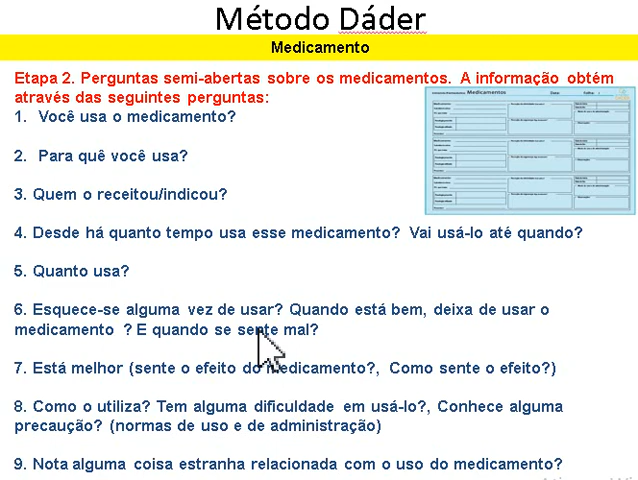 Método Dáder
Medicamento
Etapa 2. Perguntas semi-abertas sobre os medicamentos. A informação obtém
através das seguintes perguntas:
1. Você usa o medicamento?
Medicamentos
2. Para quê você usa?
3. Quem o receitou/indicou?
4. Desde há quanto tempo usa esse medicamento? Vai usá-lo até quando?
5. Quanto usa?
6. Esquece-se alguma vez de usar? Quando está bem, deixa de usar o
medicamento ? E quando se sente mal?
7. Está melhor (sente o efeito do medicamento?, Como sente o efeito?)
8. Como o utiliza? Tem alguma dificuldade em usá-lo?, Conhece alguma
precaução? (normas de uso e de administração)
9. Nota alguma coisa estranha relacionada com o uso do medicamento?